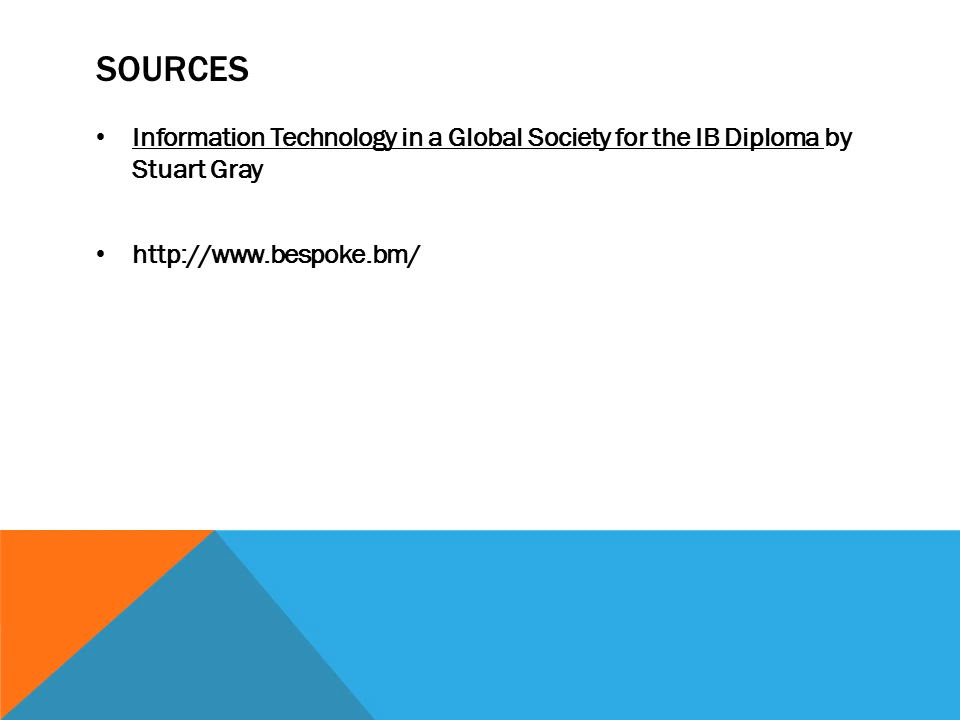 SOURCES
• Information Technology in a Global Society for the IB Diploma by
Stuart Gray
• http://www.bespoke.bm/